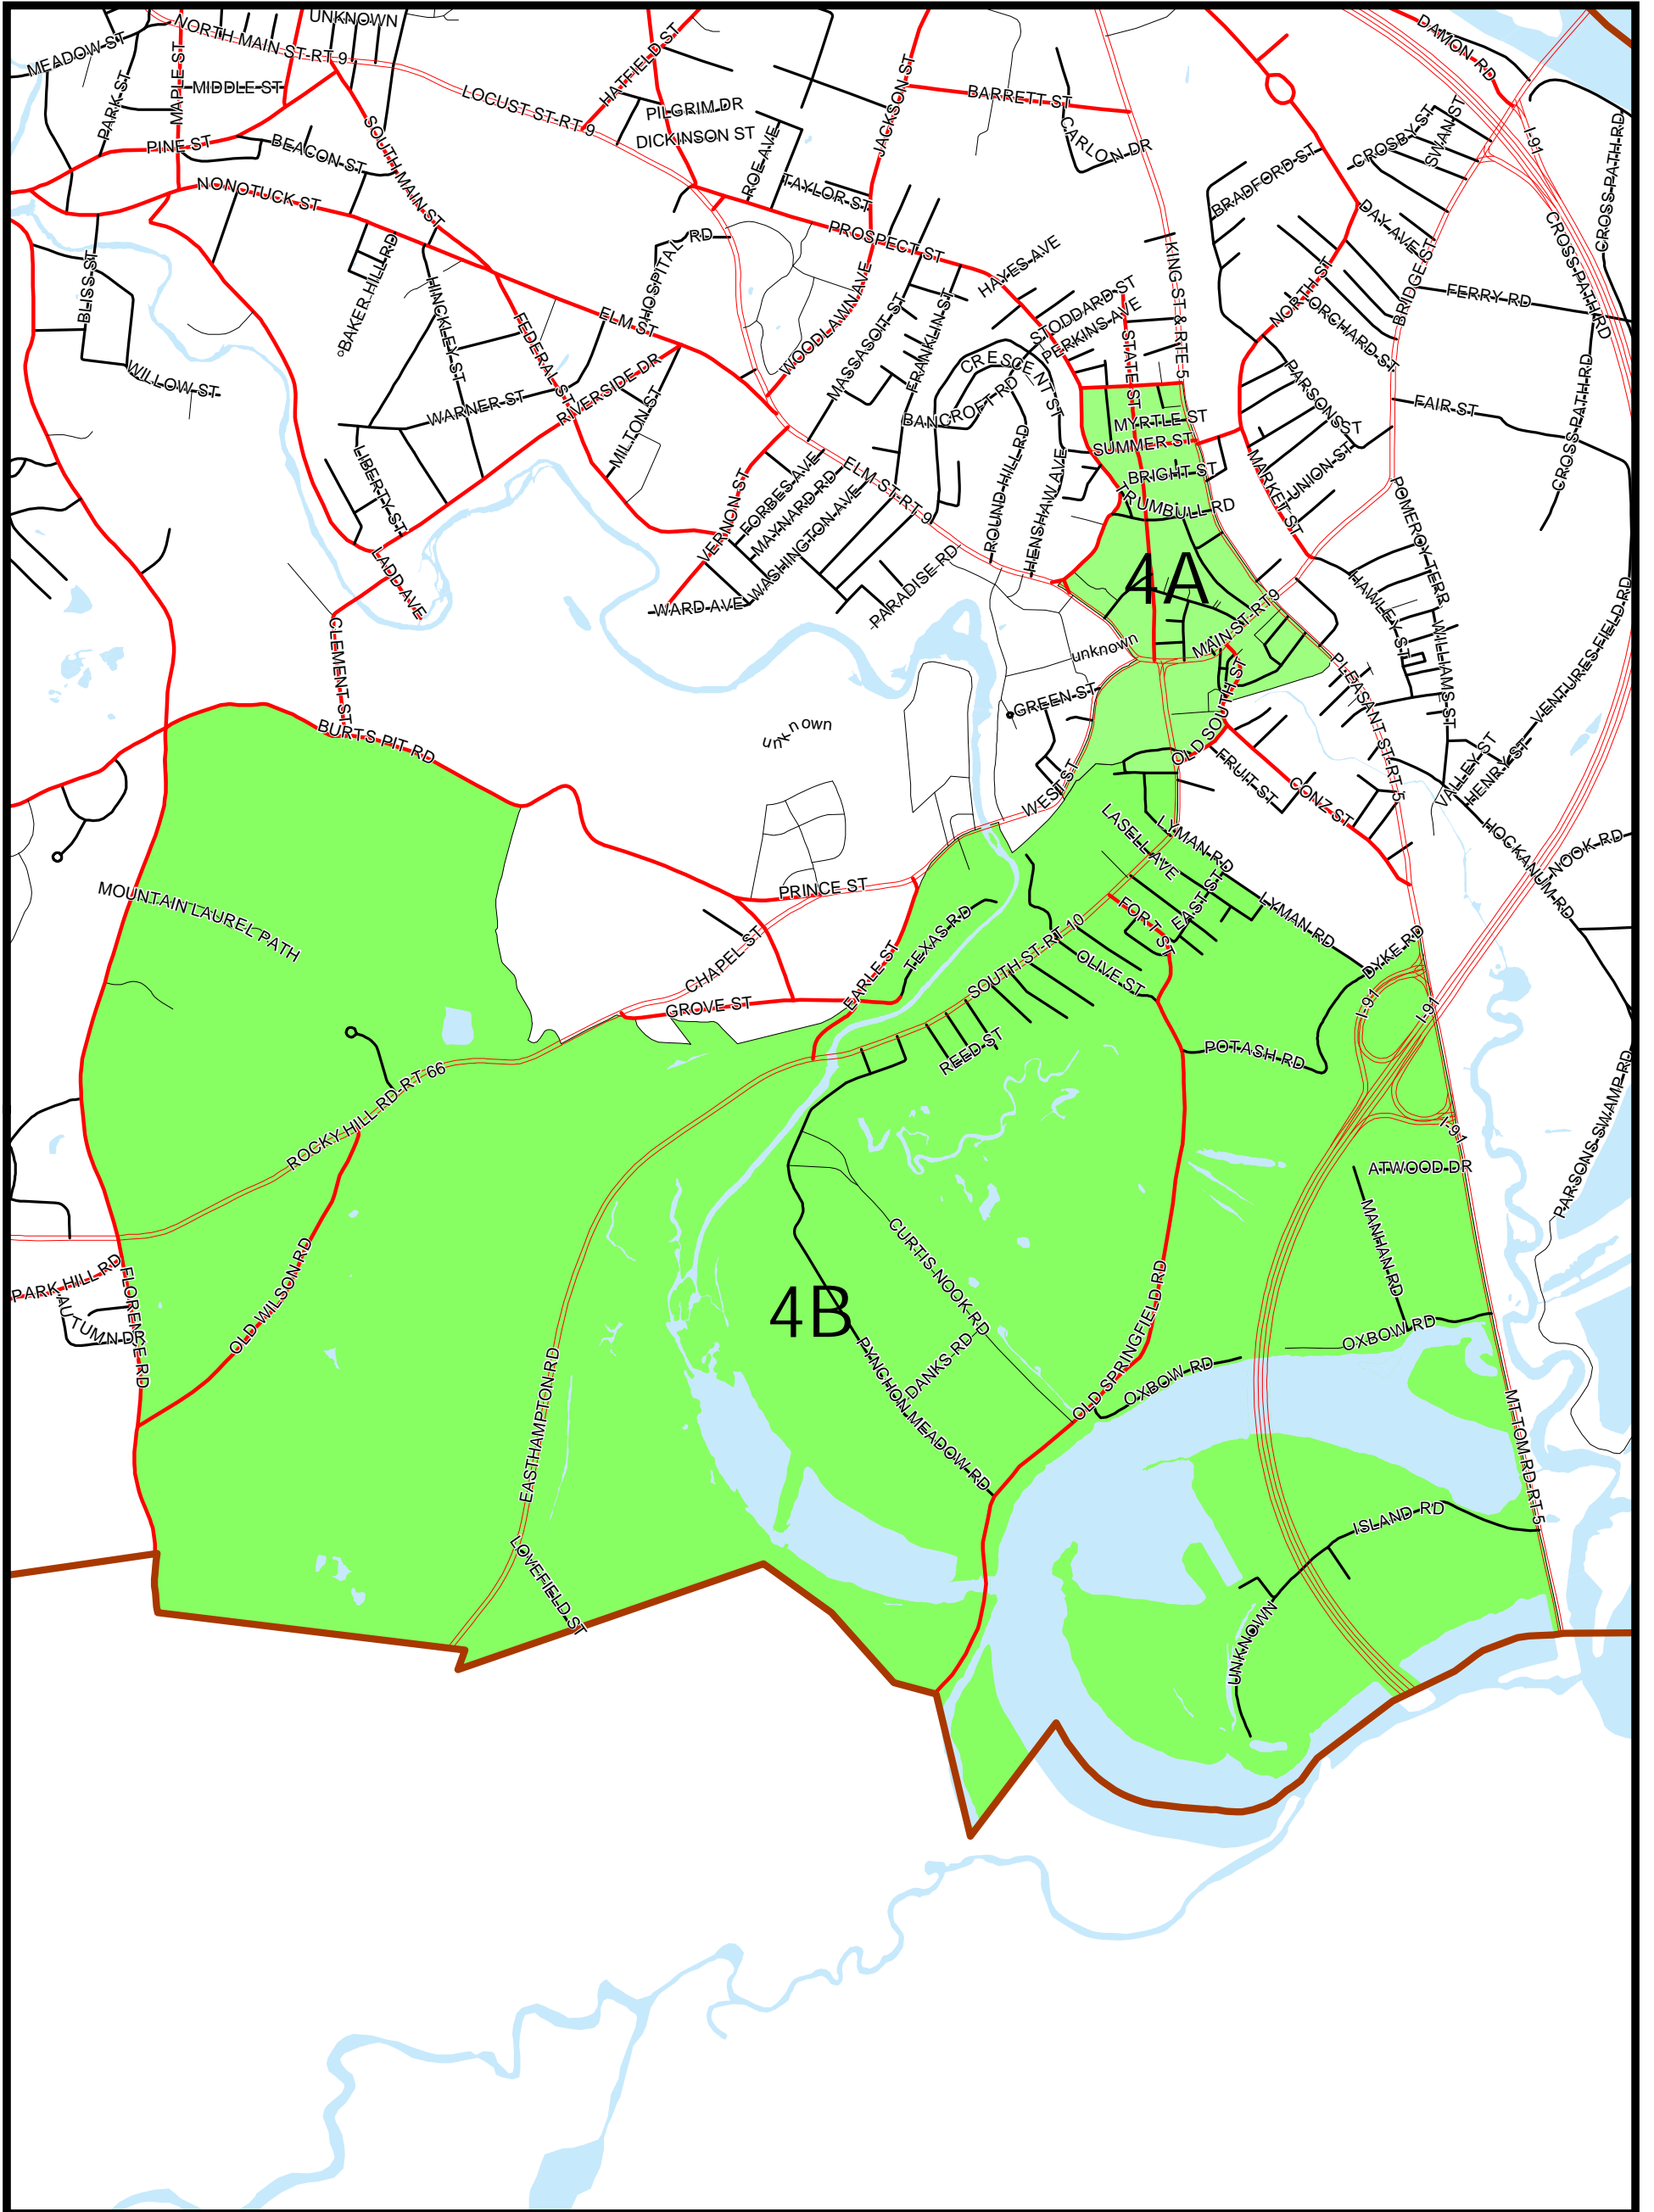 UNKNOWN
NORTH MAIN ST-RT 9
MEADOW ST
MAPLE ST
PARK ST
MIDDLE ST
PINE ST
BEACON ST
SOUTH MAIN ST
NONOTUCK ST
LOCUST ST-RT 9
HATFIELD ST
PILGRIM DR
DICKINSON ST
ROE AVE
TAYLOR ST
JACKSON ST
BARRETT ST
CARLON DR
DAMON RD
I-91
CROSBY ST
SWAN ST
BRADFORD ST
CROSS PATH RD
CROSS PATH RD
DAY AVE
BRIDGE ST
FERRY RD
PROSPECT ST
HOSPITAL RD
BLISS ST
BAKER HILL RD
HINCKLEY ST
ELM ST
FEDERAL ST
WOODLAWN AVE
MASSASOIT ST
FRANKLIN ST
HAYES AVE
STODDARD ST
PERKINS AVE
STATE ST
KING ST & RTE 5
NORTH ST
ORCHARD ST
PARSONS ST
FAIR ST
CROSS PATH RD
WILLOW ST
WARNER ST
RIVERSIDE DR
MILTON ST
LIBERTY ST
CRESCENT ST
BANCROFT RD
MYRTLE ST
SUMMER ST
BRIGHT ST
TRUMBULL RD
MARKET ST
UNION ST
POMEROY TERR
ELM ST-RT 9
ROUND HILL RD
HENSHAW AVE
VERNON ST
FORBES AVE
MAYNARD RD
WASHINGTON AVE
WARD AVE
PARADISE RD
LADD AVE
CLEMENT ST
4A
MAIN ST-RT9
HAWLEY ST
WILLIAMS ST
VENTURES FIELD RD
unknown
GREEN ST
OLD SOUTH ST
PLEASANT ST-RT 5
BURTS PIT RD
unknown
WEST ST
FRUIT ST
CONZ ST
VALLEY ST
HENRY ST
HOCKANUM RD
NOOK RD
LASELL AVE
LYMAN RD
EAST ST
LYMAN RD
FORT ST
DYKE RD
PRINCE ST
MOUNTAIN LAUREL PATH
CHAPEL ST
GROVE ST
EARLE ST
TEXAS RD
SOUTH ST-RT 10
OLIVE ST
REED ST
POTASH RD
I-91
I-91
I-91
ROCKY HILL RD-RT 66
PARSONS SWAMP RD
ATWOOD DR
MANHAN RD
CURTIS NOOK RD
PARK HILL RD
AUTUMN DR
FLORENCE RD
OLD WILSON RD
4B
DANKS RD
PYNCHON MEADOW RD
OLD SPRINGFIELD RD
OXBOW RD
OXBOW RD
EASTHAMPTON RD
MT TOM RD-RT 5
ISLAND RD
LOVEFIELD ST
UNKNOWN